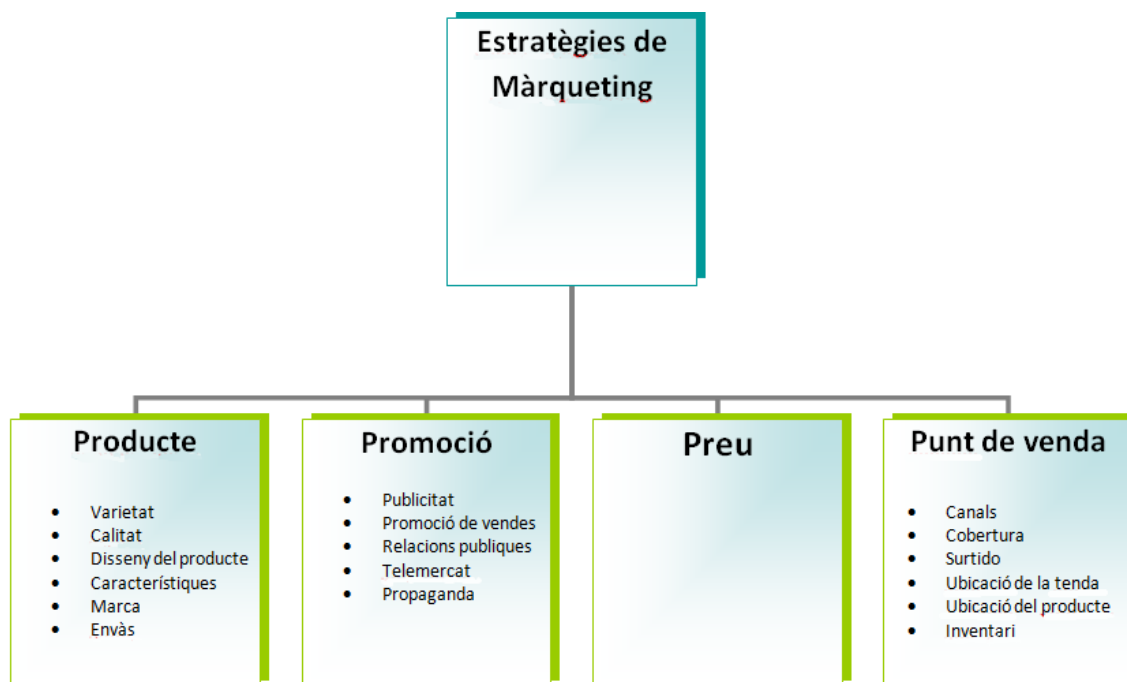 Estratègies de
Màrqueting
Producte
• Varietat
• Calitat
• Disseny del producte
• Característiques
• Marca
• Envàs
Promoció
• Publicitat
• Promoció de vendes
• Relacions publiques
• Telemercat
• Propaganda
Preu
Punt de venda
• Canals
• Cobertura
• Surtido
• Ubicació de la tenda
• Ubicació del producte
• Inventari